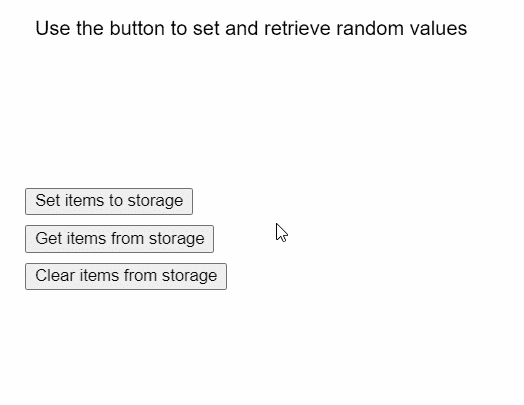 Use the button to set and retrieve random values
Set items to storage
Get items from storage
Clear items from storage